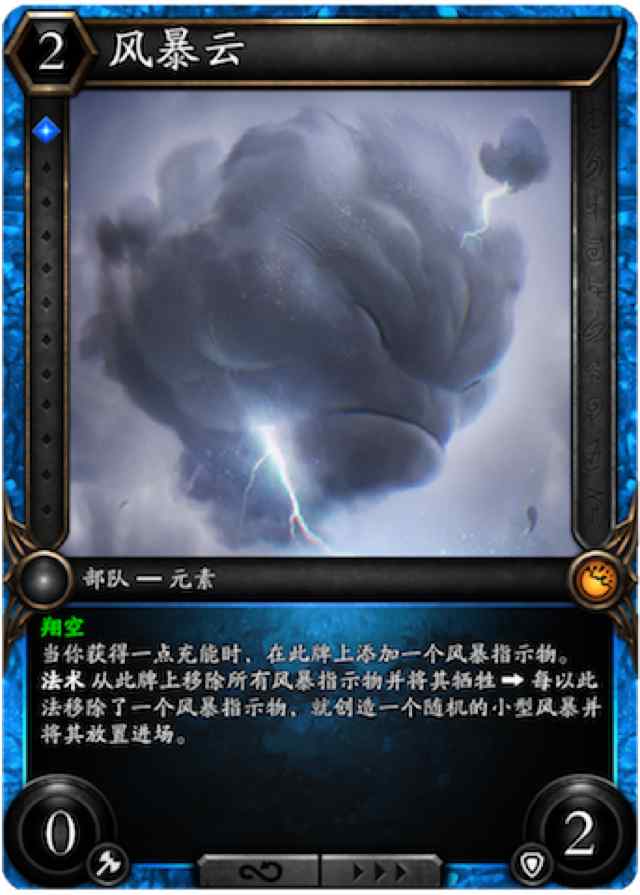 2
风暴云
部队 — 元素
翔空
当你获得一点充能时，在此牌上添加一个风暴指示物。
法术 从此牌上移除所有风暴指示物并将其牺牲 ➡ 每以此
法移除了一个风暴指示物，就创造一个随机的小型风暴并
将其放置进场。
0
2